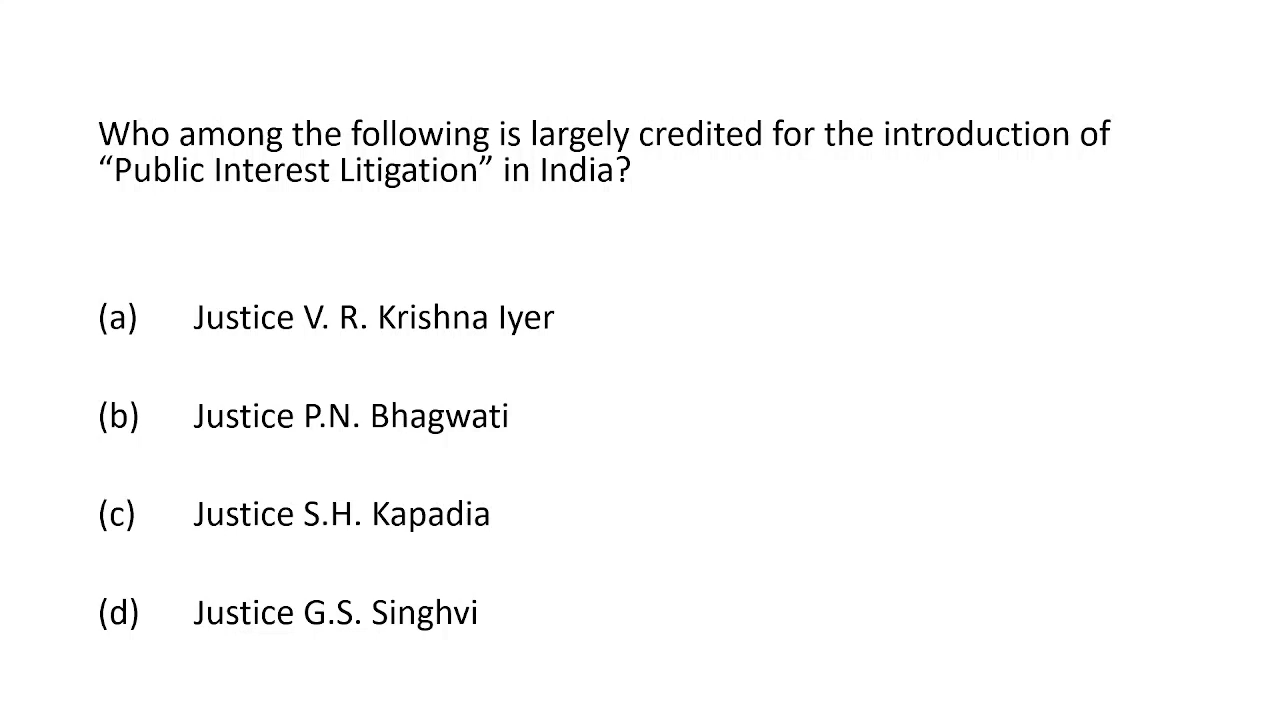 Who among the following is largely credited for the introduction of
“Public Interest Litigation” in India?
(a) Justice V. R. Krishna Iyer
(b) Justice P.N. Bhagwati
(c) Justice S.H. Kapadia
(d) Justice G.S. Singhvi